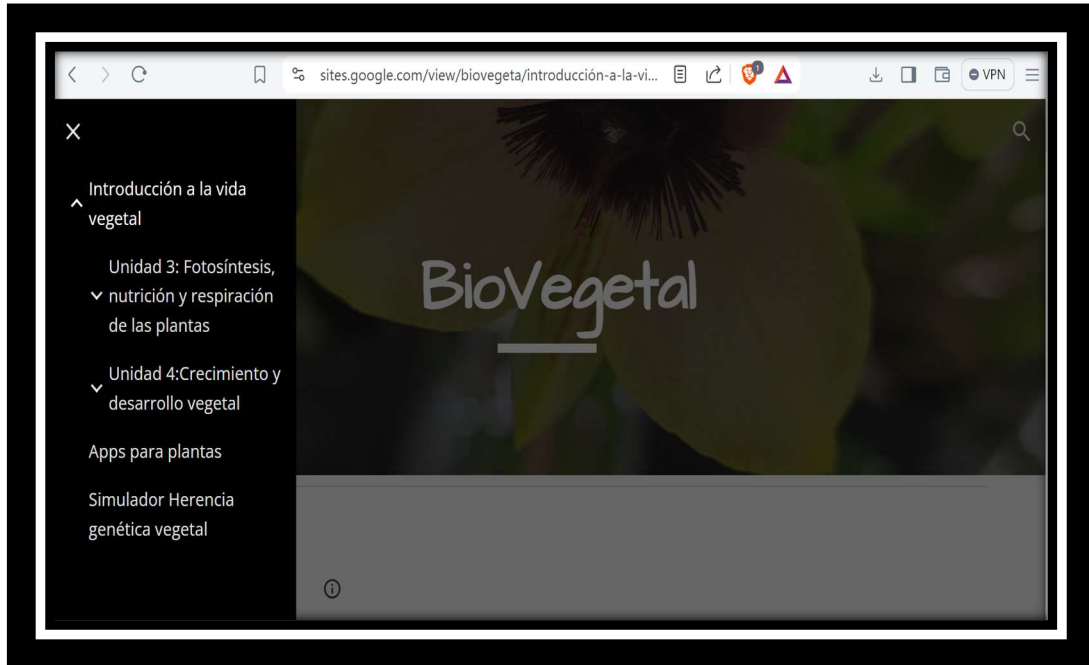 sites.google.com/view/biovegeta/introducción-a-la-vi...
1
VPN
Introducción a la vida
vegetal
Unidad 3: Fotosíntesis,
nutrición y respiración
de las plantas
Unidad 4:Crecimiento y
desarrollo vegetal
Apps para plantas
Simulador Herencia
genética vegetal
BioVegetal